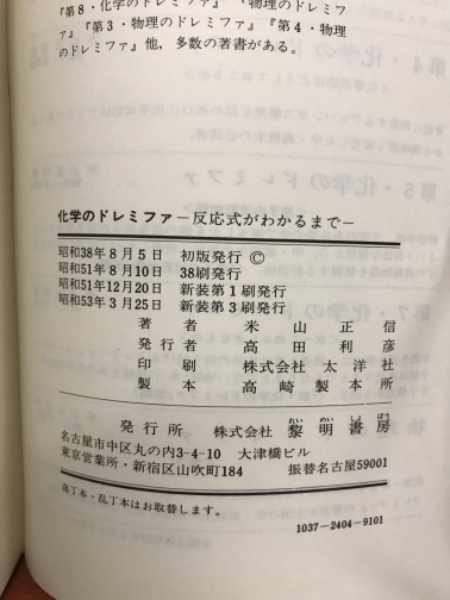 『第8・化学のドレミファ』『物理のドレミフ
ァ』『第3・物理のドレミファ』『第4・物理
のドレミファ』他，多数の著書がある。
化学のドレミファ－反応式がわかるまで－
昭和38年8月5日 初版発行 ©
昭和51年8月10日 38刷発行
昭和51年12月20日 新装第1刷発行
昭和53年3月25日 新装第3刷発行
著者 米山正信
発行者 高田利彦
印刷 株式会社 太洋社
製本 高崎製本所
れい めい しょ ぼう
発行所 株式会社 黎明書房
名古屋市中区丸の内3-4-10 大津橋ビル
東京営業所・新宿区山吹町184 振替名古屋59001
落丁本・乱丁本はお取替します。
1037-2404-9101